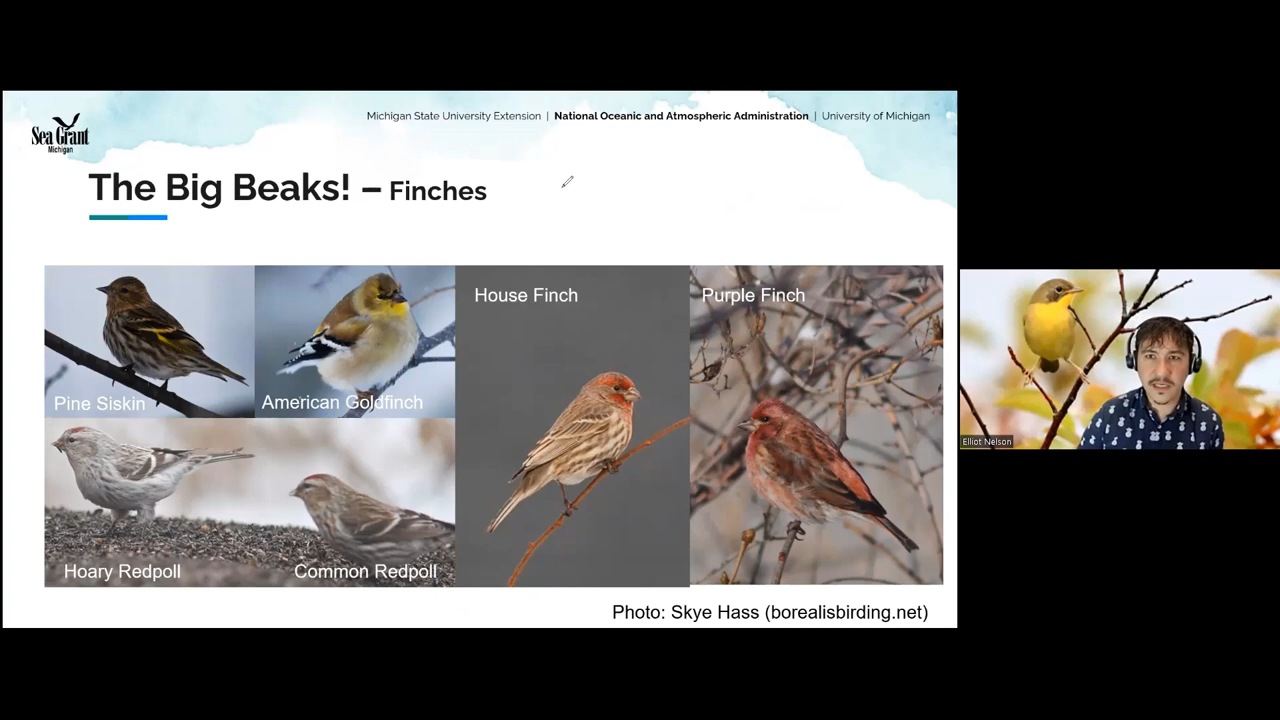 Michigan State University Extension | National Oceanic and Atmospheric Administration | University of Michigan
Sea Grant
Michigan
The Big Beaks! – Finches
House Finch
Purple Finch
Pine Siskin
American Goldfinch
Elliot Nelson
Hoary Redpoll
Common Redpoll
Photo: Skye Hass (borealisbirding.net)